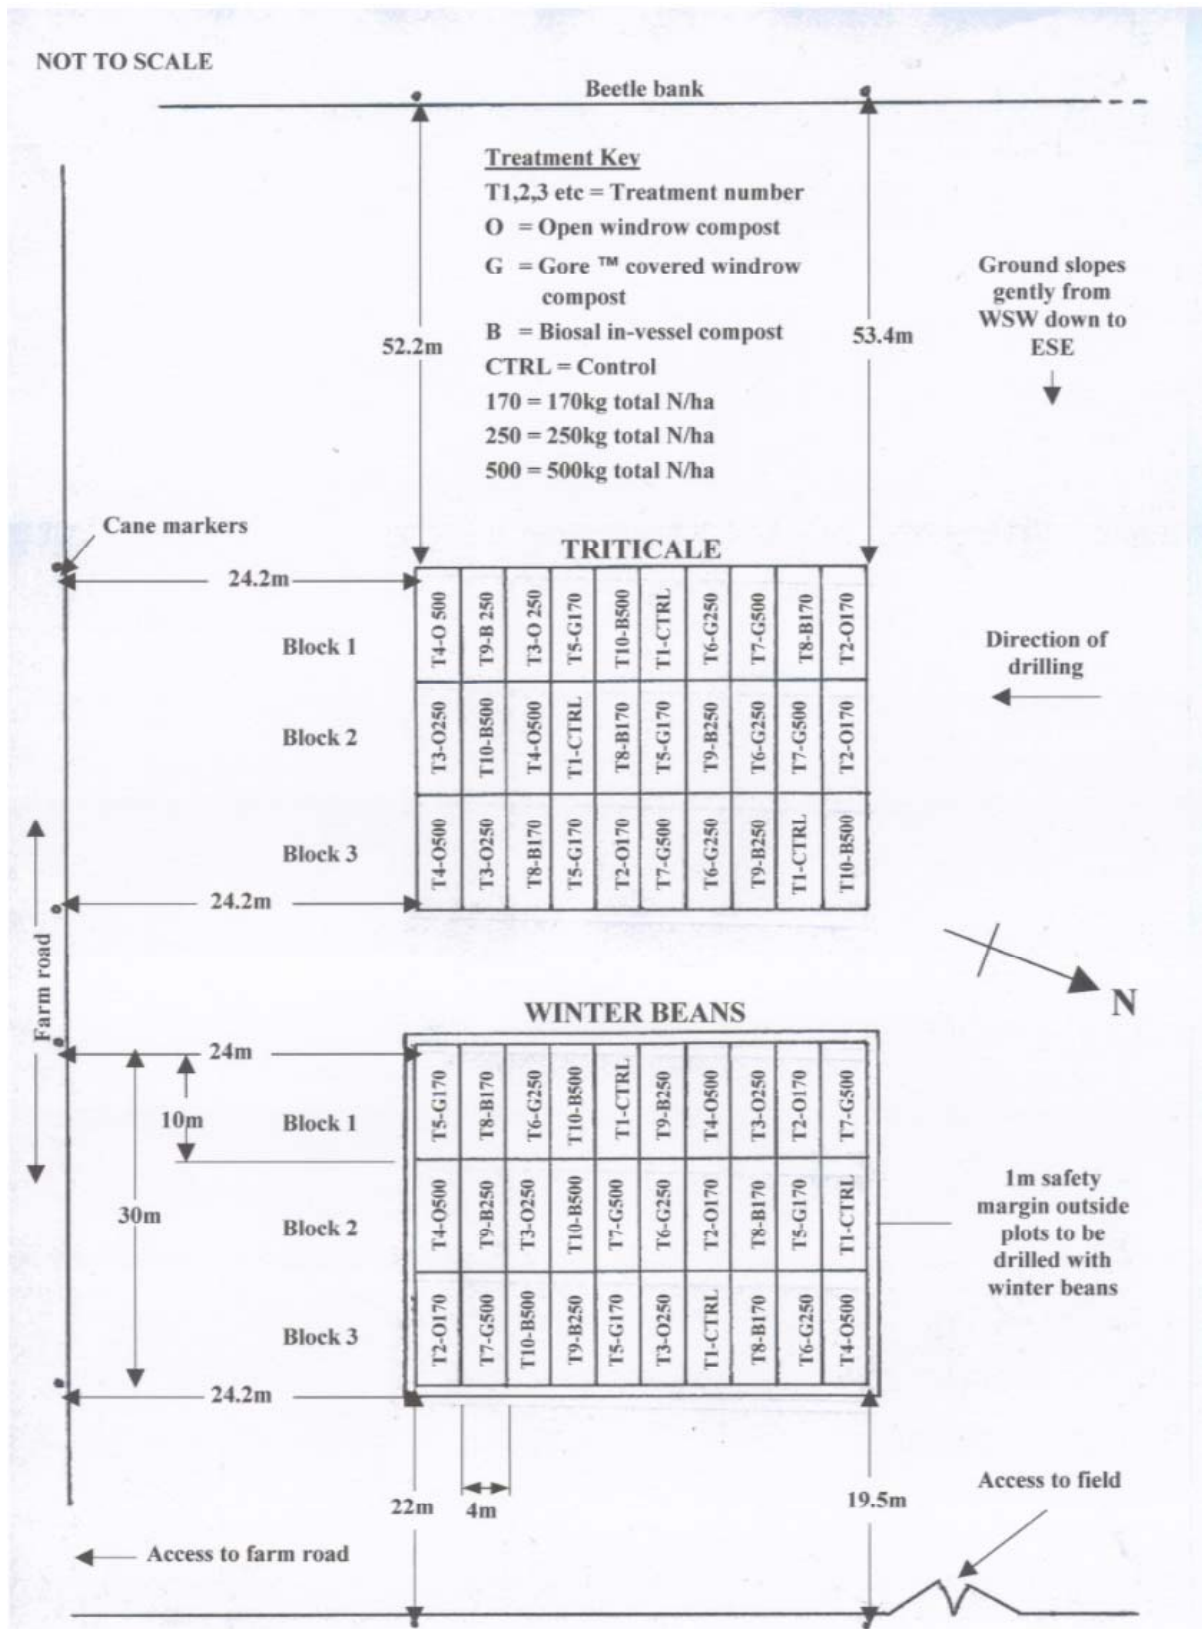 NOT TO SCALE
Beetle bank
Treatment Key
T1,2,3 etc = Treatment number
O = Open windrow compost
G = Gore ™ covered windrow
compost
B = Biosal in-vessel compost
CTRL = Control
170 = 170kg total N/ha
250 = 250kg total N/ha
500 = 500kg total N/ha
52.2m
53.4m
Ground slopes
gently from
WSW down to
ESE
Cane markers
TRITICALE
24.2m
Block 1
T4-O 500
T9-B 250
T3-O 250
T5-G170
T10-B500
T1-CTRL
T6-G250
T7-G500
T8-B170
T2-O170
Direction of
drilling
Block 2
T3-O250
T10-B500
T4-O500
T1-CTRL
T8-B170
T5-G170
T9-B250
T6-G250
T7-G500
T2-O170
Block 3
T4-O500
T3-O250
T8-B170
T5-G170
T2-O170
T7-G500
T6-G250
T9-B250
T1-CTRL
T10-B500
24.2m
Farm road
N
WINTER BEANS
24m
10m
30m
Block 1
T5-G170
T8-B170
T6-G250
T10-B500
T1-CTRL
T9-B250
T4-O500
T3-O250
T2-O170
T7-G500
Block 2
T4-O500
T9-B250
T3-O250
T10-B500
T7-G500
T6-G250
T2-O170
T8-B170
T5-G170
T1-CTRL
1m safety
margin outside
plots to be
drilled with
winter beans
Block 3
T2-O170
T7-G500
T10-B500
T9-B250
T5-G170
T3-O250
T1-CTRL
T8-B170
T6-G250
T4-O500
24.2m
22m
4m
19.5m
Access to field
Access to farm road